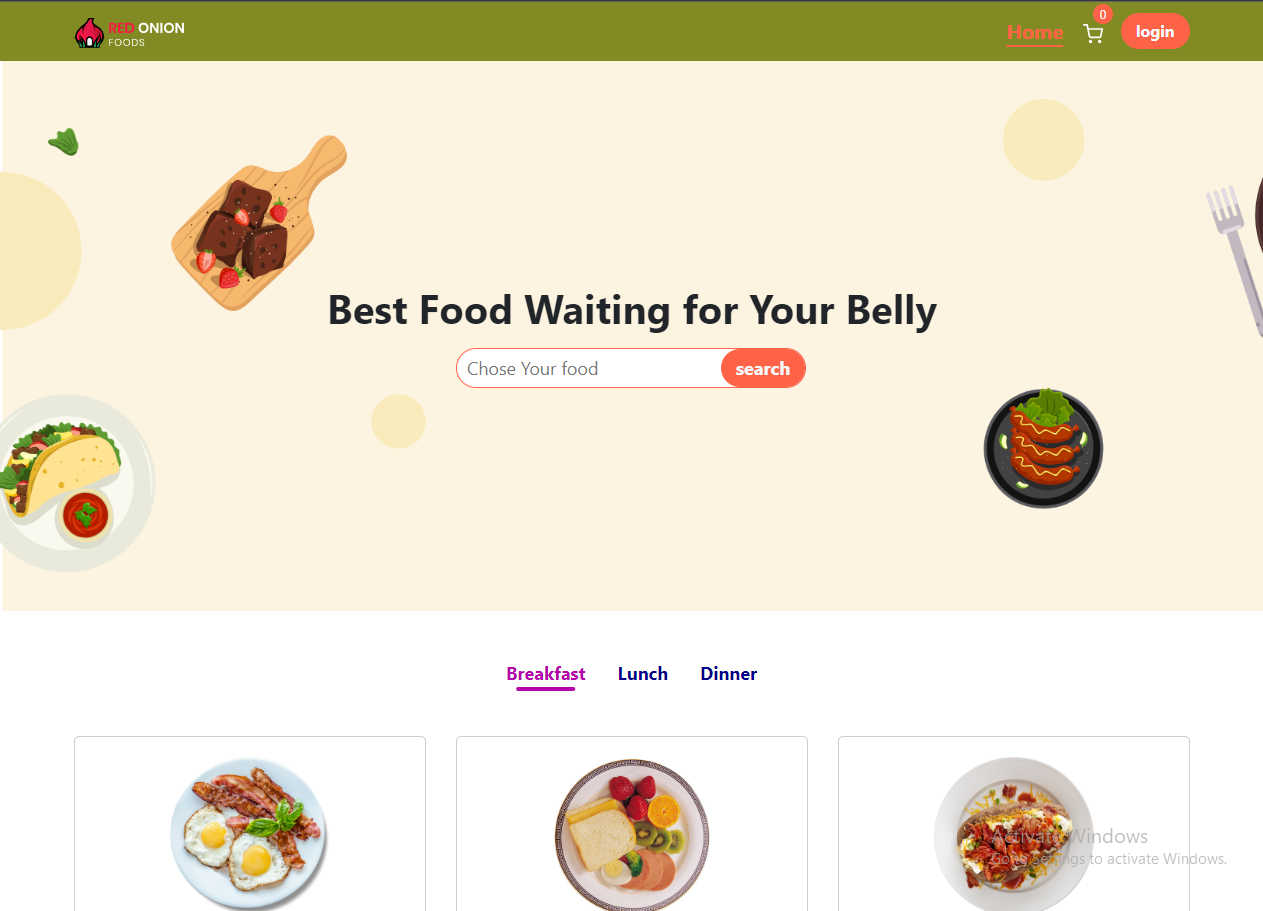 RED ONION
FOODS
Home
0
login
Best Food Waiting for Your Belly
Chose Your food
search
Breakfast
Lunch
Dinner
Activate Windows
Go to Settings to activate Windows.